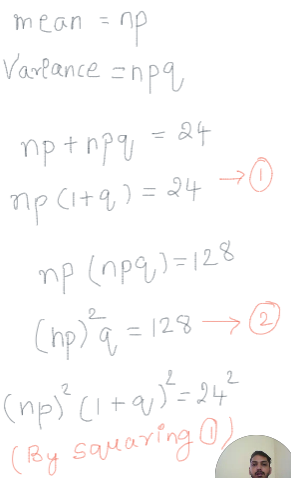 mean = np
Variance = npq
np + npq = 24
np (1+q) = 24 → ①
np (npq) = 128
(np)² q = 128 → ②
(np)² (1+q)² = 24²
(By squaring ①)